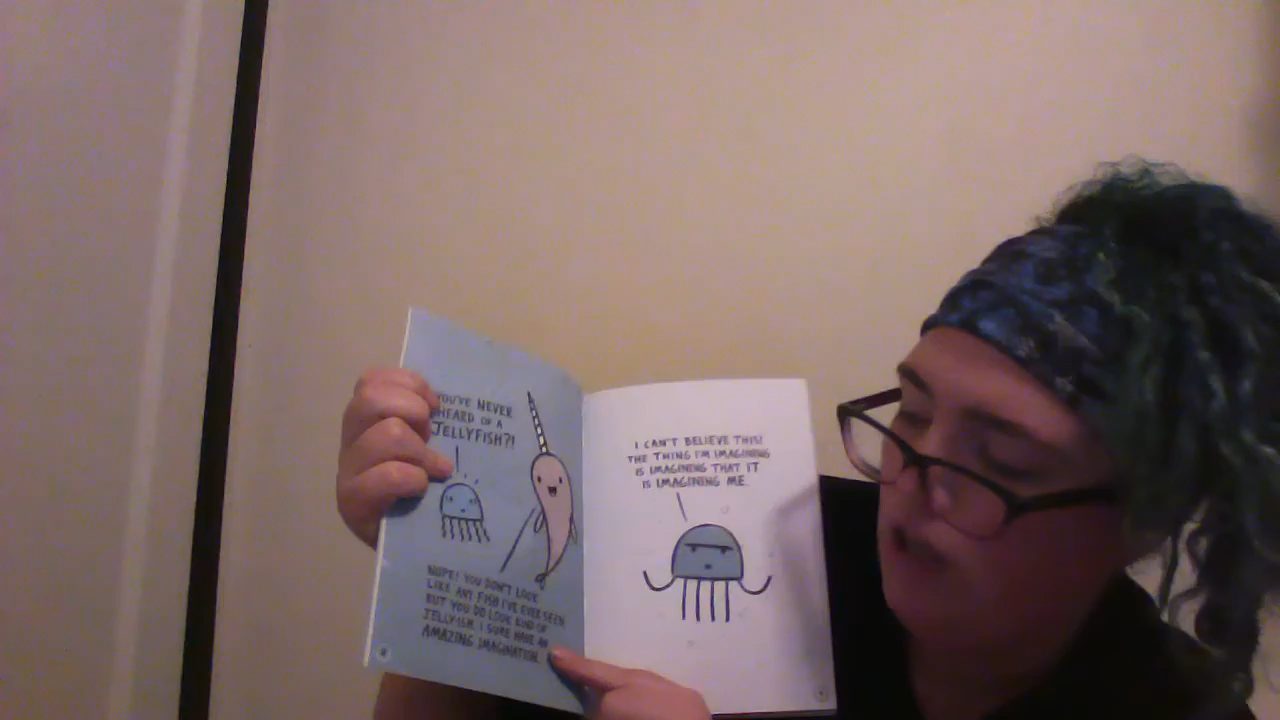 YOU'VE NEVER
HEARD OF A
JELLYFISH?!
NOPE! YOU DON'T LOOK
LIKE ANY FISH I'VE EVER SEEN
BUT YOU DO LOOK KIND OF
JELLY-ISH. I SURE HAVE AN
AMAZING IMAGINATION.
I CAN'T BELIEVE THIS!
THE THING I'M IMAGINING
IS IMAGINING THAT IT
IS IMAGINING ME.